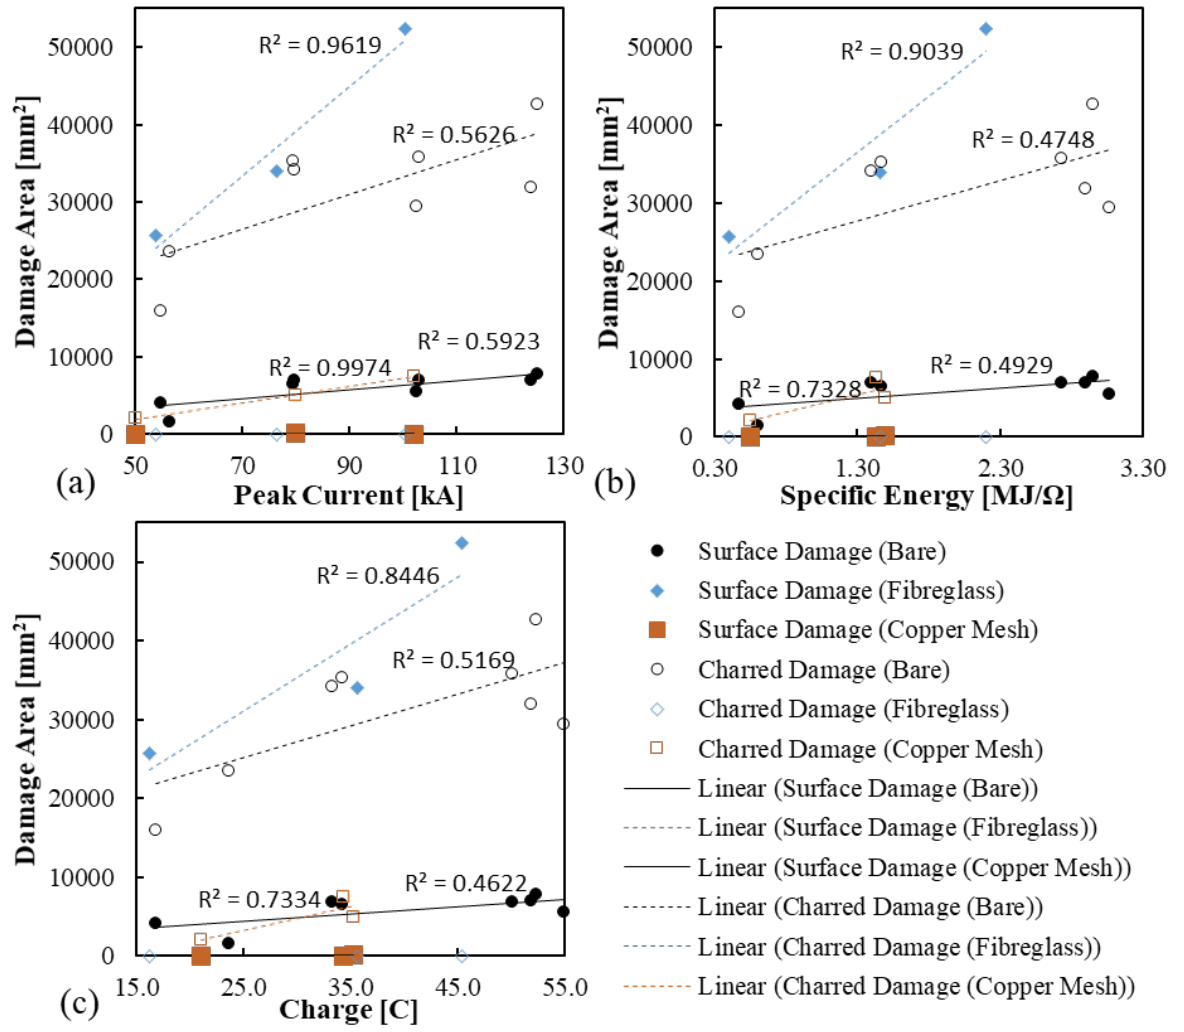 50000
40000
30000
20000
10000
0
Damage Area [mm²]
R² = 0.9619
R² = 0.5626
R² = 0.5923
R² = 0.9974
50 70 90 110 130
(a)
Peak Current [kA]
50000
40000
30000
20000
10000
0
Damage Area [mm²]
R² = 0.9039
R² = 0.4748
R² = 0.4929
R² = 0.7328
0.30 1.30 2.30 3.30
(b)
Specific Energy [MJ/Ω]
50000
40000
30000
20000
10000
0
Damage Area [mm²]
R² = 0.8446
R² = 0.5169
R² = 0.4622
R² = 0.7334
15.0 25.0 35.0 45.0 55.0
(c)
Charge [C]
Surface Damage (Bare)
Surface Damage (Fibreglass)
Surface Damage (Copper Mesh)
Charred Damage (Bare)
Charred Damage (Fibreglass)
Charred Damage (Copper Mesh)
Linear (Surface Damage (Bare))
Linear (Surface Damage (Fibreglass))
Linear (Surface Damage (Copper Mesh))
Linear (Charred Damage (Bare))
Linear (Charred Damage (Fibreglass))
Linear (Charred Damage (Copper Mesh))